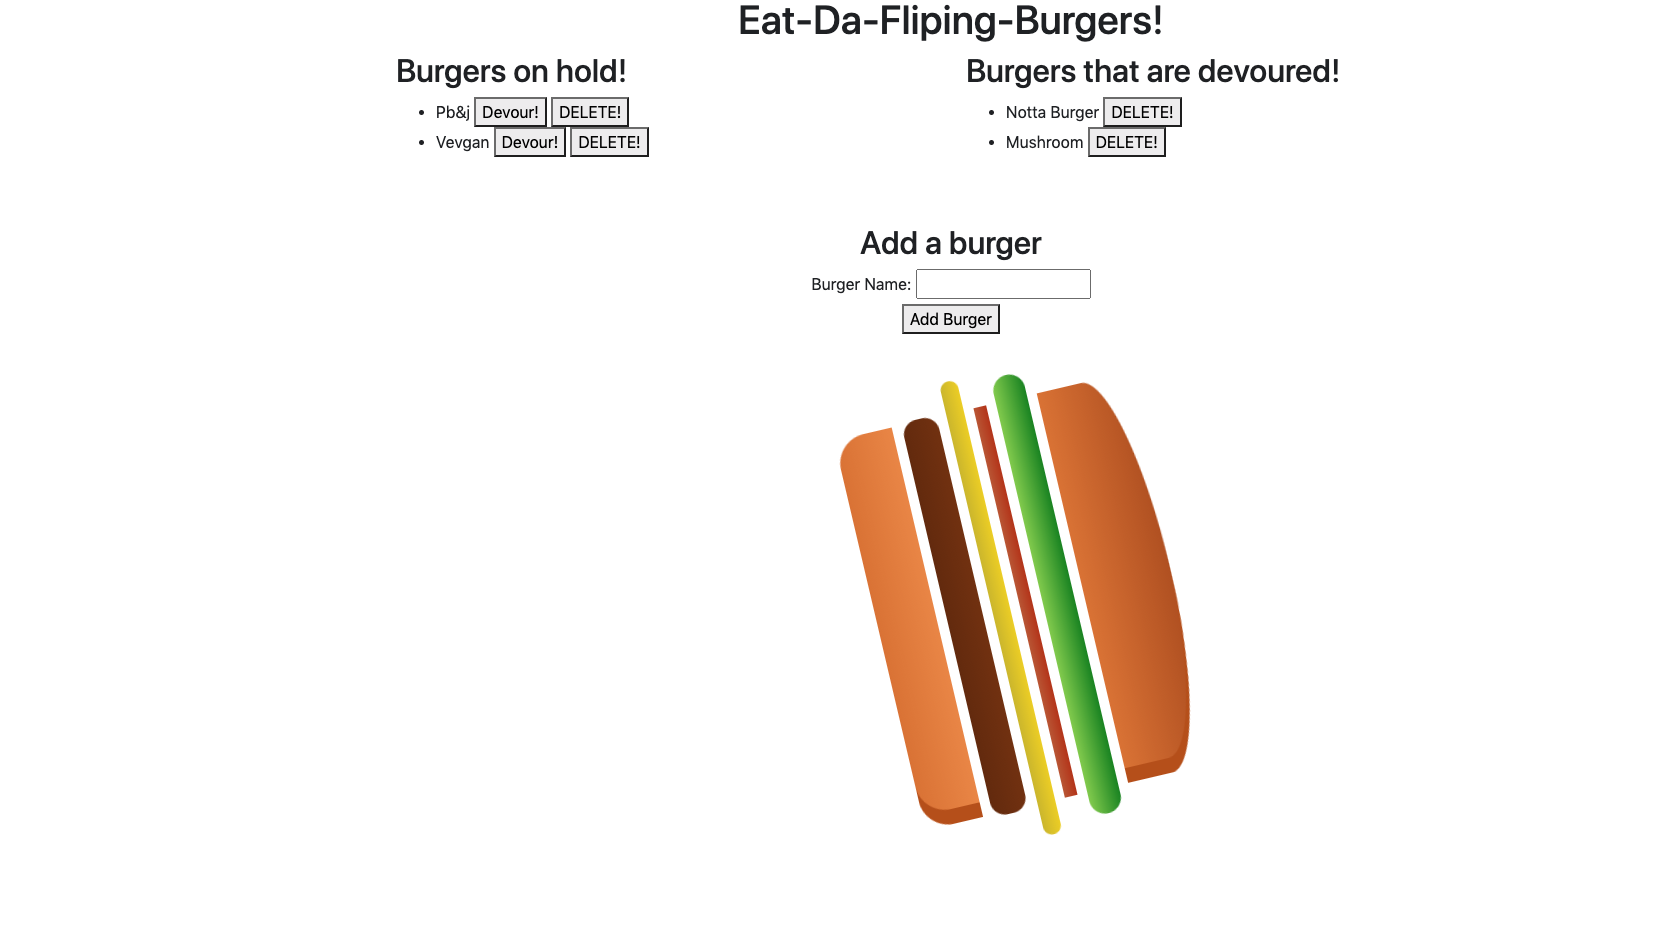 Eat-Da-Fliping-Burgers!
Burgers on hold!
Pb&j Devour! DELETE!
Vevgan Devour! DELETE!
Burgers that are devoured!
Notta Burger DELETE!
Mushroom DELETE!
Add a burger
Burger Name:
Add Burger